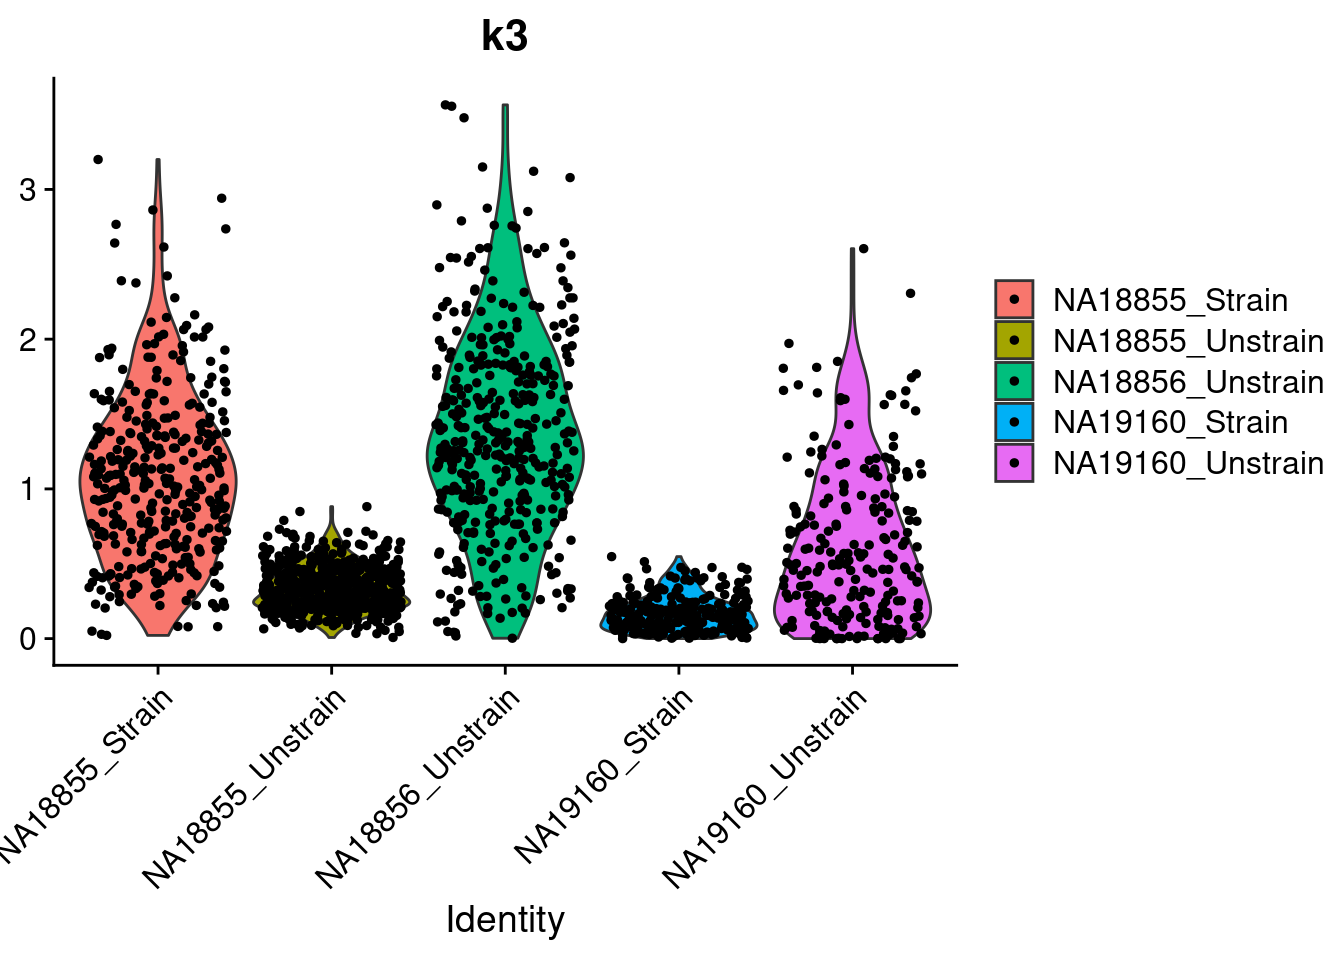 k3
3
2
1
0
NA18855_Strain
NA18855_Unstrain
NA18856_Unstrain
NA19160_Strain
NA19160_Unstrain
Identity
NA18855_Strain
NA18855_Unstrain
NA18856_Unstrain
NA19160_Strain
NA19160_Unstrain